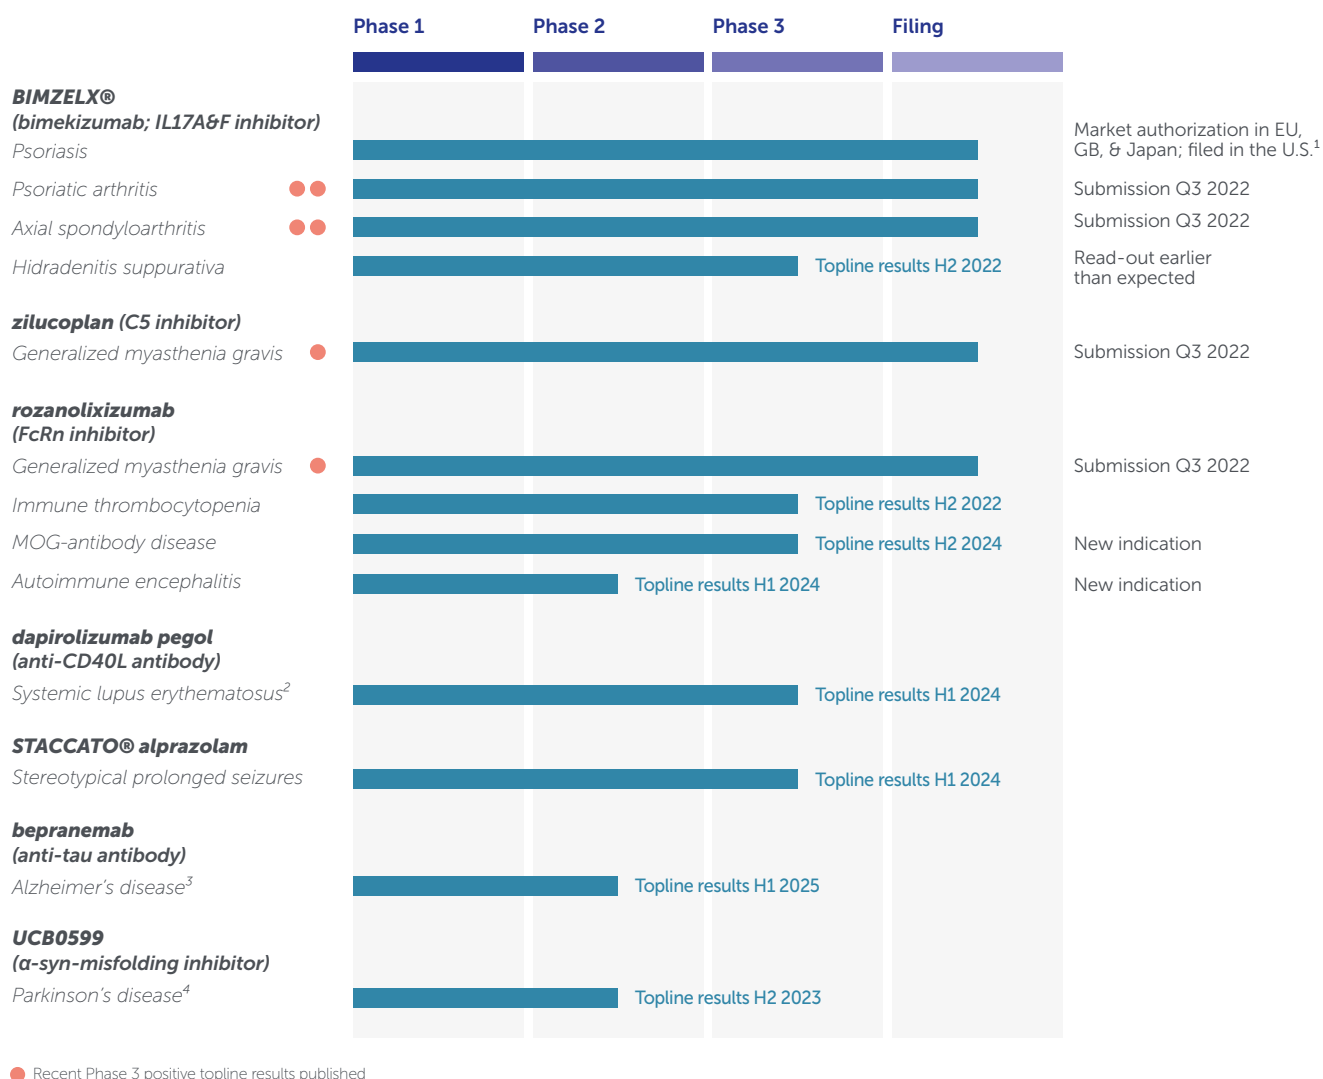 Phase 1 Phase 2 Phase 3 Filing
BIMZELX®
(bimekizumab; IL17A&F inhibitor)
Psoriasis
Market authorization in EU,
GB, & Japan; filed in the U.S.1
Psoriatic arthritis Submission Q3 2022
Axial spondyloarthritis Submission Q3 2022
Hidradenitis suppurativa Topline results H2 2022
Read-out earlier
than expected
zilucoplan (C5 inhibitor)
Generalized myasthenia gravis Submission Q3 2022
rozanolixizumab
(FcRn inhibitor)
Generalized myasthenia gravis Submission Q3 2022
Immune thrombocytopenia Topline results H2 2022
MOG-antibody disease Topline results H2 2024 New indication
Autoimmune encephalitis Topline results H1 2024 New indication
dapirolizumab pegol
(anti-CD40L antibody)
Systemic lupus erythematosus2 Topline results H1 2024
STACCATO® alprazolam
Stereotypical prolonged seizures Topline results H1 2024
bepranemab
(anti-tau antibody)
Alzheimer’s disease3 Topline results H1 2025
UCB0599
(α-syn-misfolding inhibitor)
Parkinson’s disease4 Topline results H2 2023
Recent Phase 3 positive topline results published